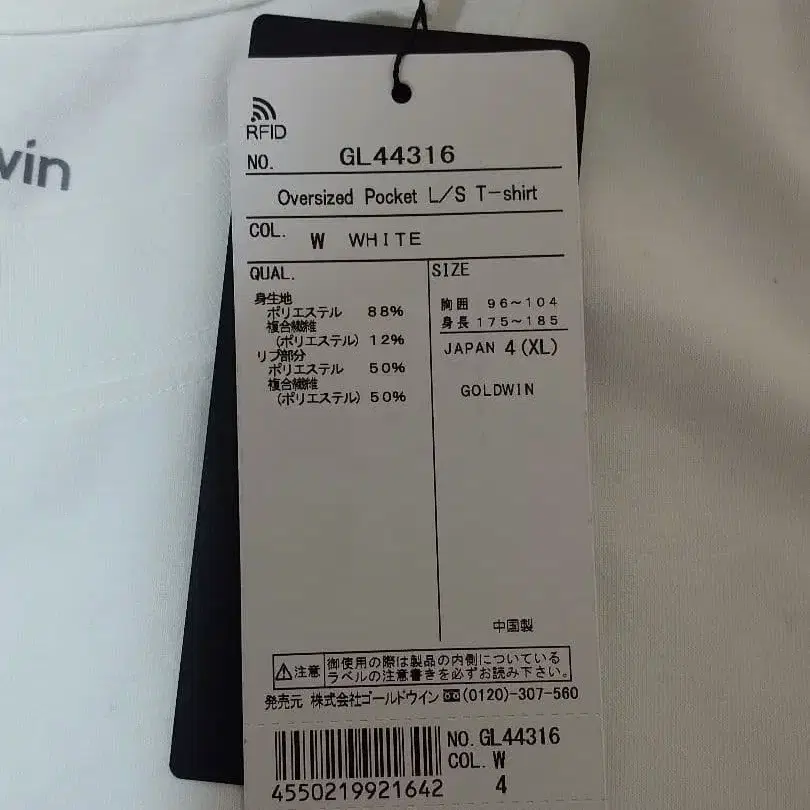 win
RFID
NO. GL44316
Oversized Pocket L/S T-shirt
COL. W WHITE
QUAL.
身生地
ポリエステル 88%
複合繊維
(ポリエステル) 12%
リブ部分
ポリエステル 50%
複合繊維
(ポリエステル) 50%
SIZE
胸囲 96~104
身長 175~185
JAPAN 4 (XL)
GOLDWIN
中国製
注意 御使用の際は製品の内側についている
ラベルの注意書きを必ずお読み下さい。
発売元 株式会社ゴールドウイン (0120)-307-560
NO. GL44316
COL. W
4
4550219921642